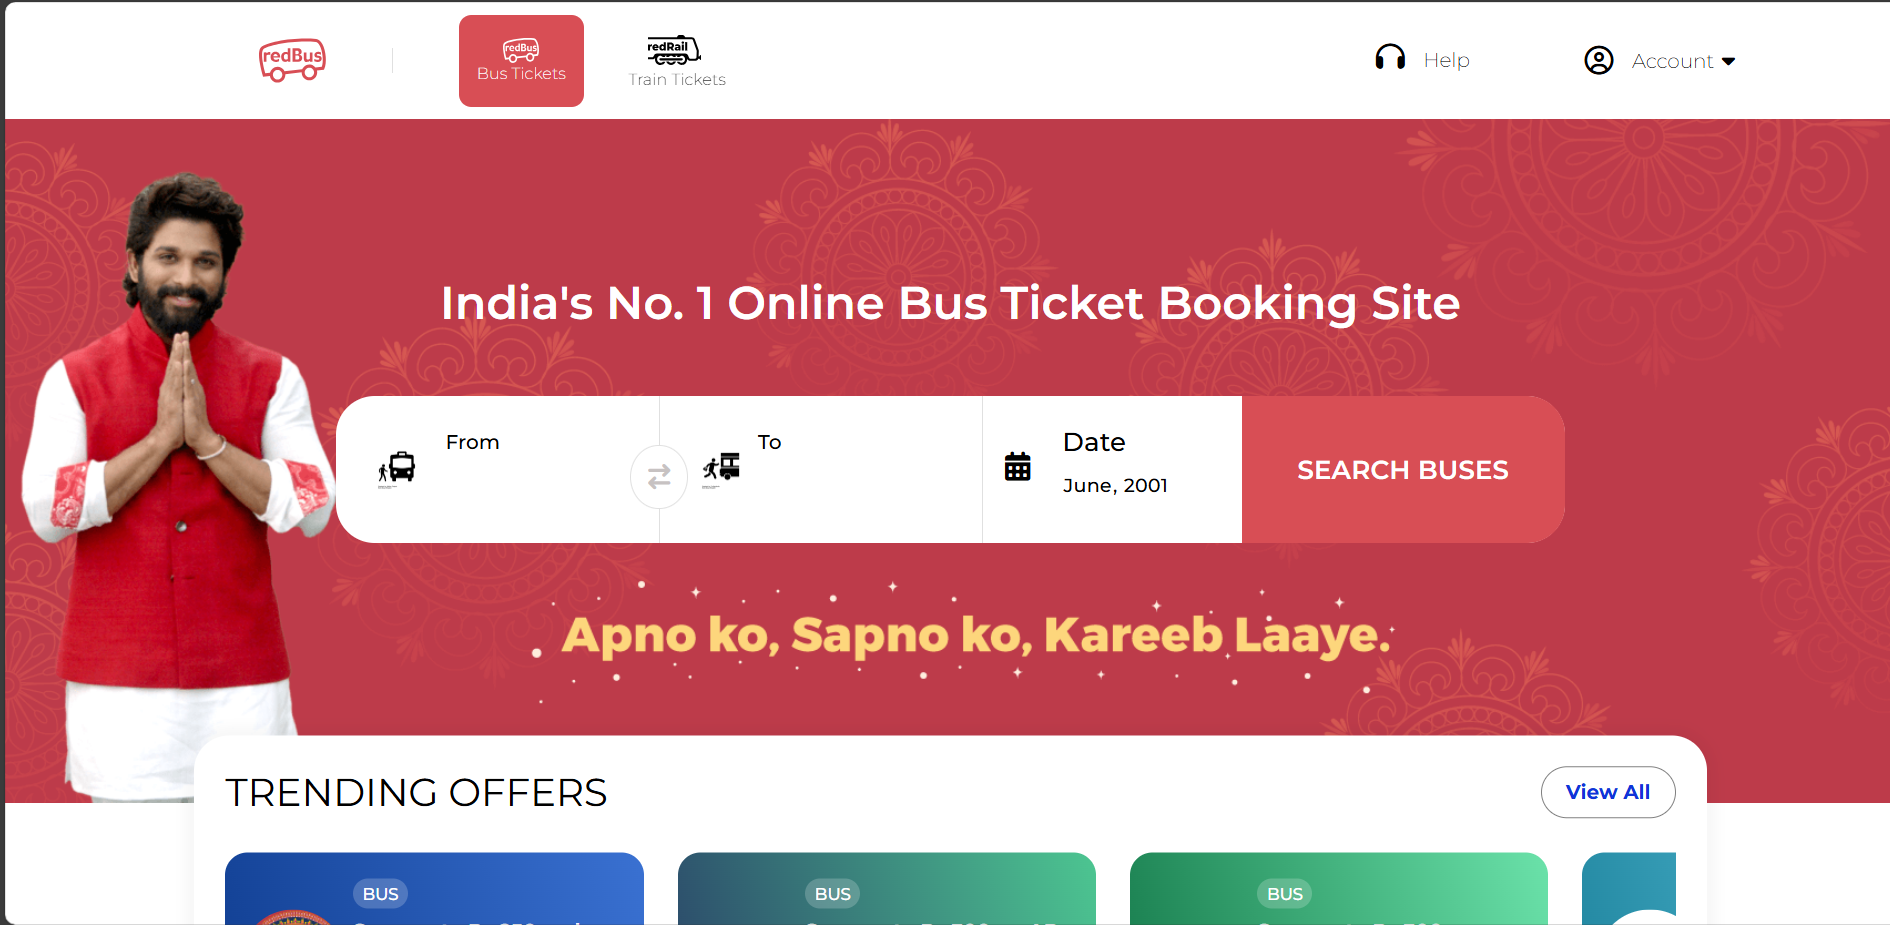 redBus
redBus
Bus Tickets
redRail
Train Tickets
Help
Account
India's No. 1 Online Bus Ticket Booking Site
From
To
Date
June, 2001
SEARCH BUSES
Apno ko, Sapno ko, Kareeb Laaye.
TRENDING OFFERS
View All
BUS
BUS
BUS